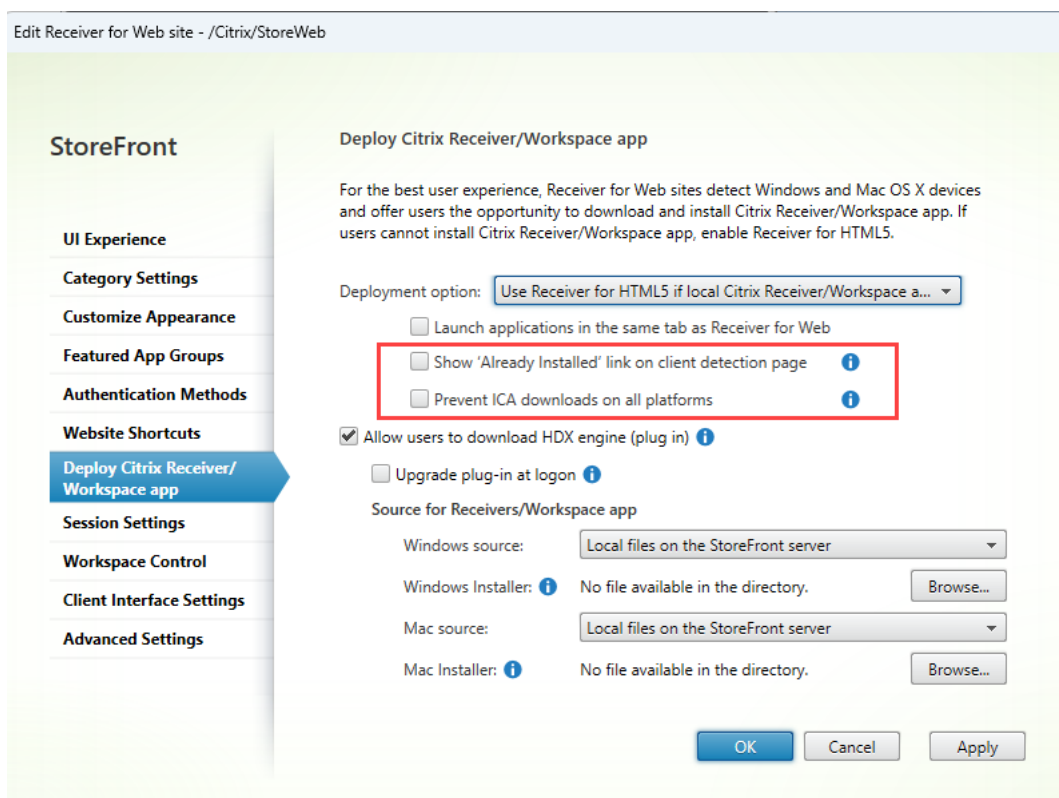 Edit Receiver for Web site - /Citrix/StoreWeb
StoreFront
UI Experience
Category Settings
Customize Appearance
Featured App Groups
Authentication Methods
Website Shortcuts
Deploy Citrix Receiver/
Workspace app
Session Settings
Workspace Control
Client Interface Settings
Advanced Settings
Deploy Citrix Receiver/Workspace app
For the best user experience, Receiver for Web sites detect Windows and Mac OS X devices
and offer users the opportunity to download and install Citrix Receiver/Workspace app. If
users cannot install Citrix Receiver/Workspace app, enable Receiver for HTML5.
Deployment option: Use Receiver for HTML5 if local Citrix Receiver/Workspace a...
Launch applications in the same tab as Receiver for Web
Show ‘Already Installed’ link on client detection page
Prevent ICA downloads on all platforms
Allow users to download HDX engine (plug in)
Upgrade plug-in at logon
Source for Receivers/Workspace app
Windows source: Local files on the StoreFront server
Windows Installer: No file available in the directory. Browse...
Mac source: Local files on the StoreFront server
Mac Installer: No file available in the directory. Browse...
OK Cancel Apply